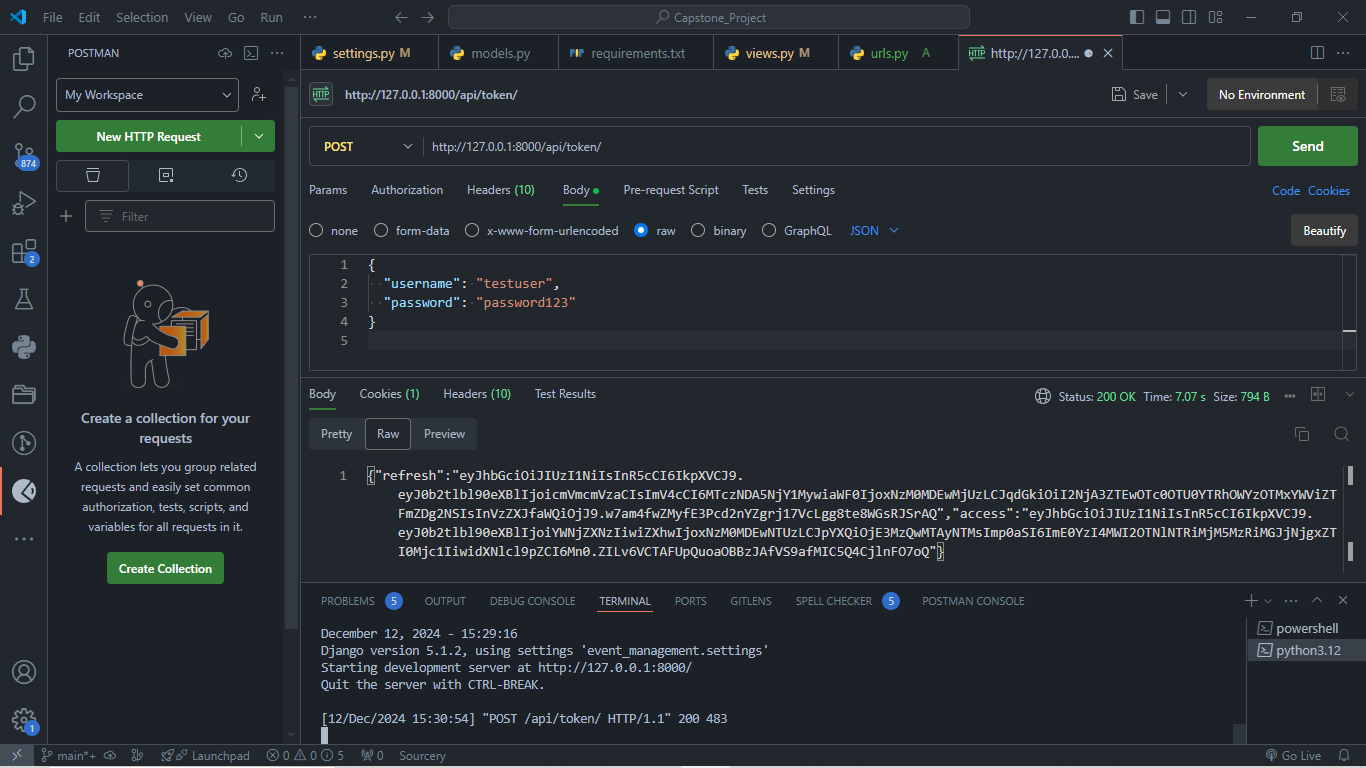 File Edit Selection View Go Run ··· Capstone_Project
POSTMAN
settings.py M models.py requirements.txt views.py M urls.py A http://127.0.0....
My Workspace
New HTTP Request
Filter
Create a collection for your
requests
A collection lets you group related
requests and easily set common
authorization, tests, scripts, and
variables for all requests in it.
Create Collection
HTTP http://127.0.0.1:8000/api/token/ Save No Environment
POST http://127.0.0.1:8000/api/token/ Send
Params Authorization Headers (10) Body Pre-request Script Tests Settings Code Cookies
none form-data x-www-form-urlencoded raw binary GraphQL JSON Beautify
1 {
2 "username": "testuser",
3 "password": "password123"
4 }
5
Body Cookies (1) Headers (10) Test Results Status: 200 OK Time: 7.07 s Size: 794 B
Pretty Raw Preview
1 {"refresh":"eyJhbGciOiJIUzI1NiIsInR5cCI6IkpXVCJ9.
eyJ0b2tlbl90eXBlIjoicmVmcmVzaCIsImV4cCI6MTczNDA5NjY1MywiaWF0IjoxNzM0MDEwMjUzLCJqdGkiOiI2NjA3ZTEwOTc0OTU0YTRhOWYzOTMxYWViZT
FmZDg2NSIsInVzZXJfaWQiOjJ9.w7am4fwZMyfE3Pcd2nYZgrj17VcLgg8te8WGsRJSrAQ","access":"eyJhbGciOiJIUzI1NiIsInR5cCI6IkpXVCJ9.
eyJ0b2tlbl90eXBlIjoiYWNjZXNzIiwiZXhwIjoxNzM0MDEwNTUzLCJpYXQiOjE3MzQwMTAyNTMsImp0aSI6ImE0YzI4MWI2OTNlNTRiMjM5MzRiMGJjNjgxZT
I0Mjc1IiwidXNlcl9pZCI6Mn0.ZILv6VCTAFUpQuoaOBBzJAfVS9afMIC5Q4CjlnFO7oQ"}
PROBLEMS 5 OUTPUT DEBUG CONSOLE TERMINAL PORTS GITLENS SPELL CHECKER 5 POSTMAN CONSOLE
December 12, 2024 - 15:29:16
Django version 5.1.2, using settings 'event_management.settings'
Starting development server at http://127.0.0.1:8000/
Quit the server with CTRL-BREAK.
[12/Dec/2024 15:30:54] "POST /api/token/ HTTP/1.1" 200 483
powershell
python3.12
874
2
1
main*+ Launchpad 0 0 5 0 Sourcery Go Live